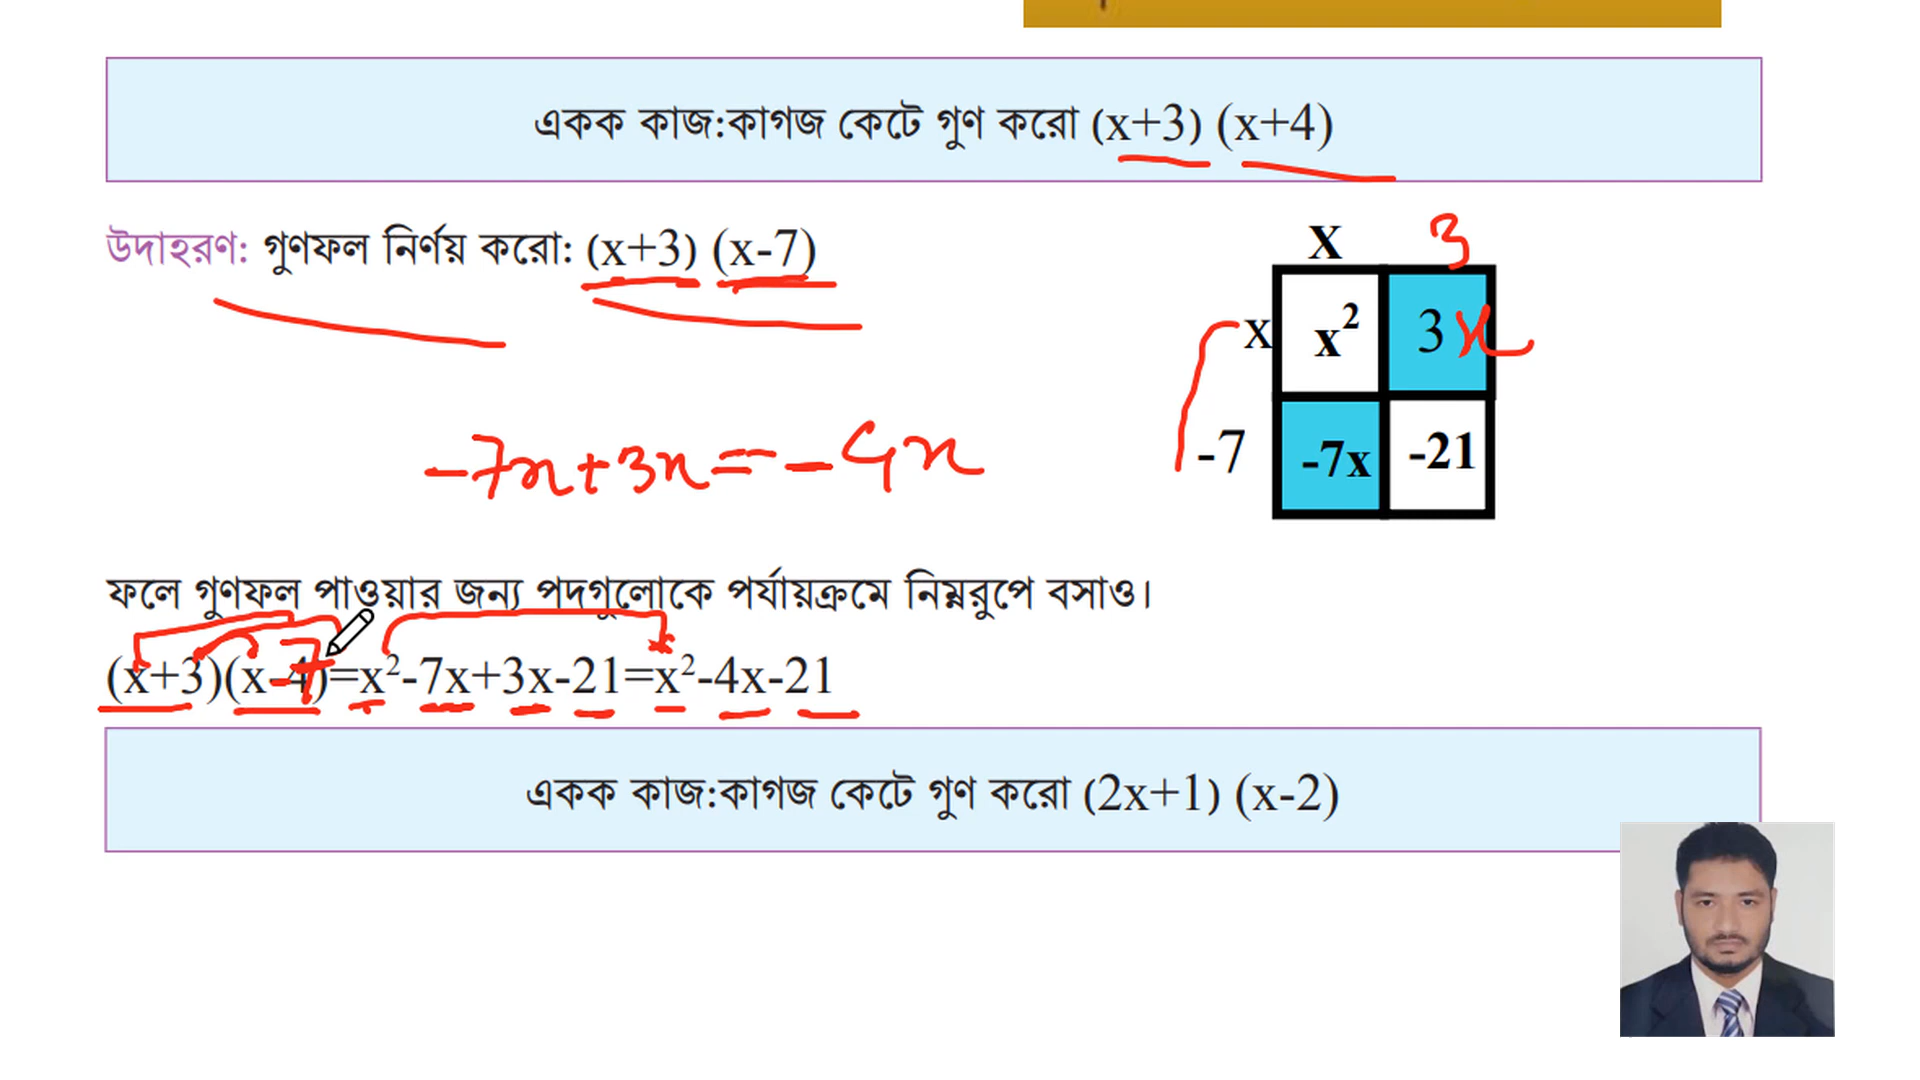 একক কাজ:কাগজ কেটে গুণ করো (x+3) (x+4)
উদাহরণ: গুণফল নির্ণয় করো: (x+3) (x-7)
X 3
x x² 3x
-7 -7x -21
-7x+3x=-4x
ফলে গুণফল পাওয়ার জন্য পদগুলোকে পর্যায়ক্রমে নিম্নরুপে বসাও।
(x+3)(x-7)=x²-7x+3x-21=x²-4x-21
একক কাজ:কাগজ কেটে গুণ করো (2x+1) (x-2)